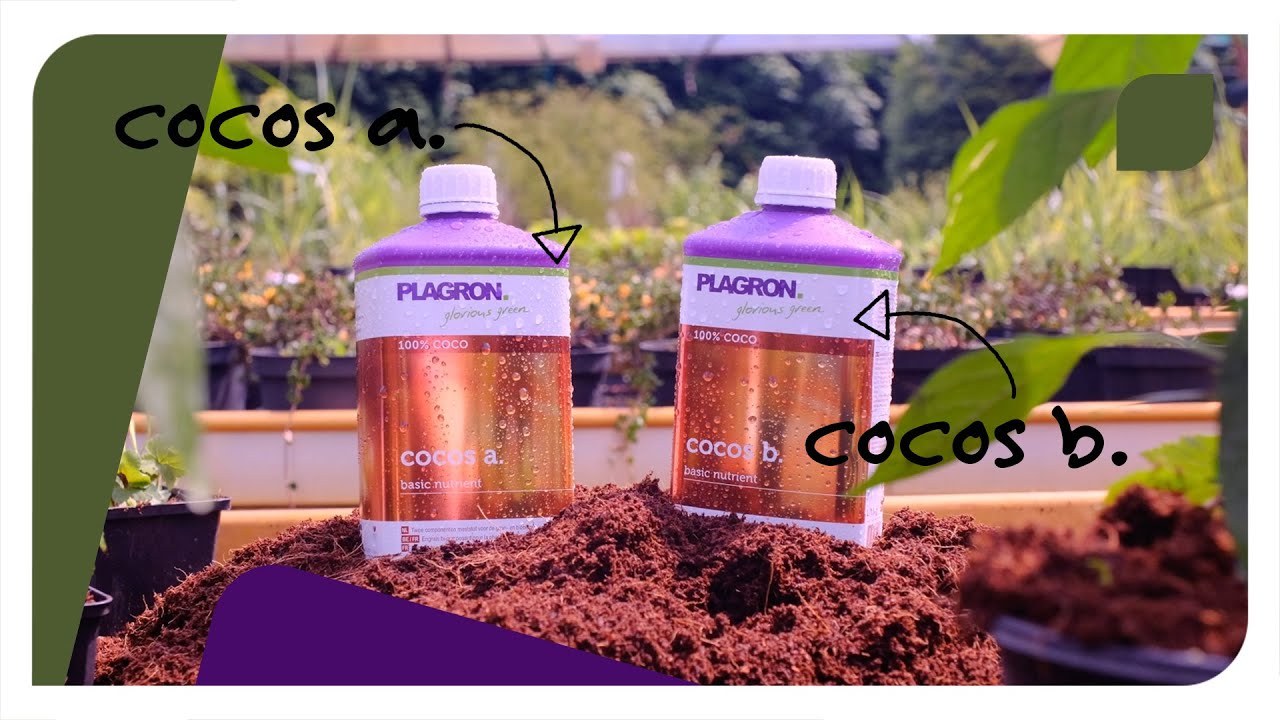 cocos a.
PLAGRON.
glorious green
100% COCO
cocos a.
basic nutrient
PLAGRON.
glorious green
100% COCO
cocos b.
basic nutrient
cocos b.